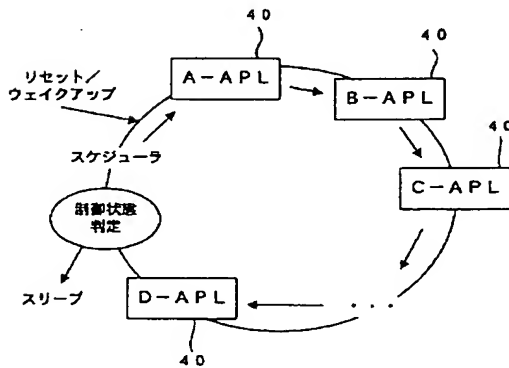 40
A-APL
40
B-APL
40
C-APL
リセット/
ウェイクアップ
スケジューラ
制御状態
判定
スリープ
D-APL
・・・
40